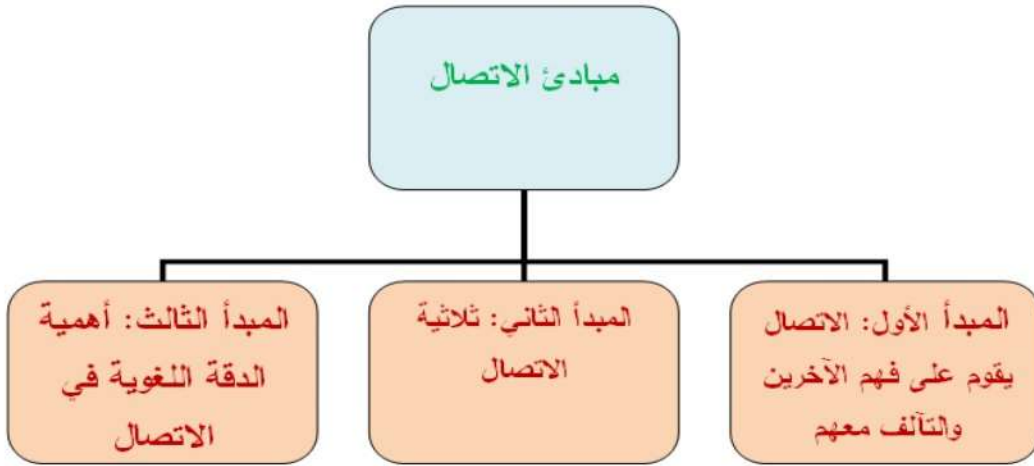 مبادئ الاتصال
المبدأ الأول: الاتصال
يقوم على فهم الآخرين
والتآلف معهم
المبدأ الثاني: ثلاثية
الاتصال
المبدأ الثالث: أهمية
الدقة اللغوية في
الاتصال